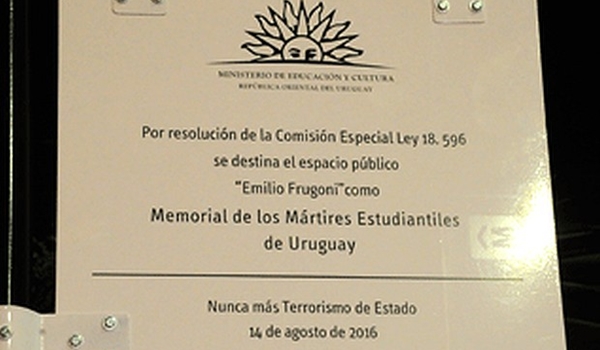 MINISTERIO DE EDUCACIÓN Y CULTURA
REPÚBLICA ORIENTAL DEL URUGUAY
Por resolución de la Comisión Especial Ley 18. 596
se destina el espacio público
"Emilio Frugoni"como
Memorial de los Mártires Estudiantiles
de Uruguay
Nunca más Terrorismo de Estado
14 de agosto de 2016